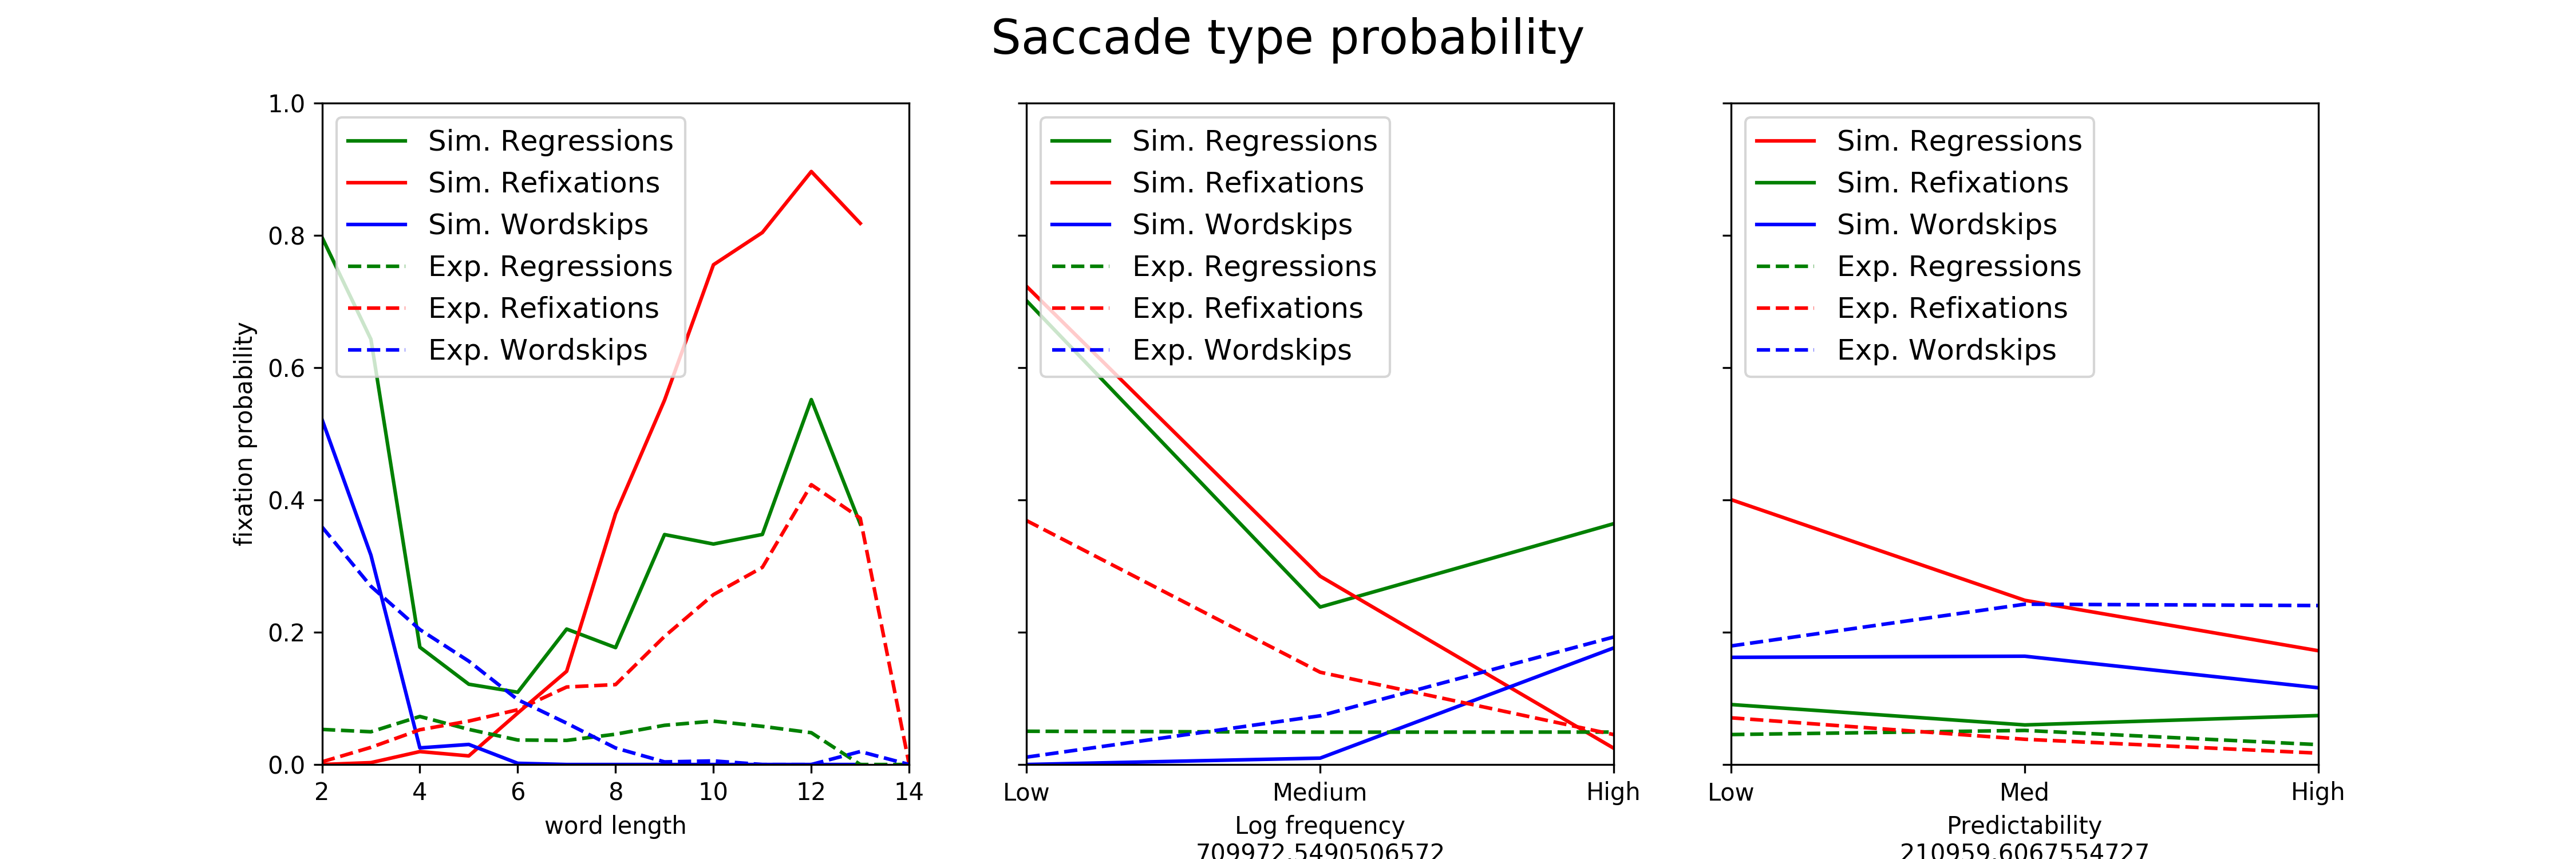 Saccade type probability
fixation probability
1.0
0.8
0.6
0.4
0.2
0.0
Sim. Regressions
Sim. Refixations
Sim. Wordskips
Exp. Regressions
Exp. Refixations
Exp. Wordskips
2 4 6 8 10 12 14
word length
Sim. Regressions
Sim. Refixations
Sim. Wordskips
Exp. Regressions
Exp. Refixations
Exp. Wordskips
Low Medium High
Log frequency
709972.5490506572
Sim. Regressions
Sim. Refixations
Sim. Wordskips
Exp. Regressions
Exp. Refixations
Exp. Wordskips
Low Med High
Predictability
210959.6067554727